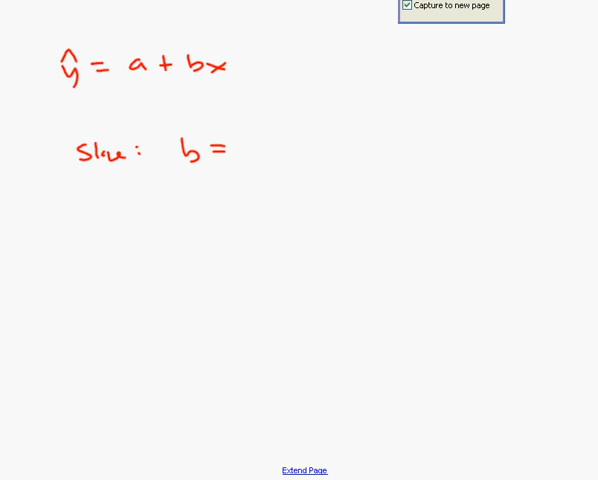 Capture to new page
ŷ = a + bx
Slope: b =
Extend Page